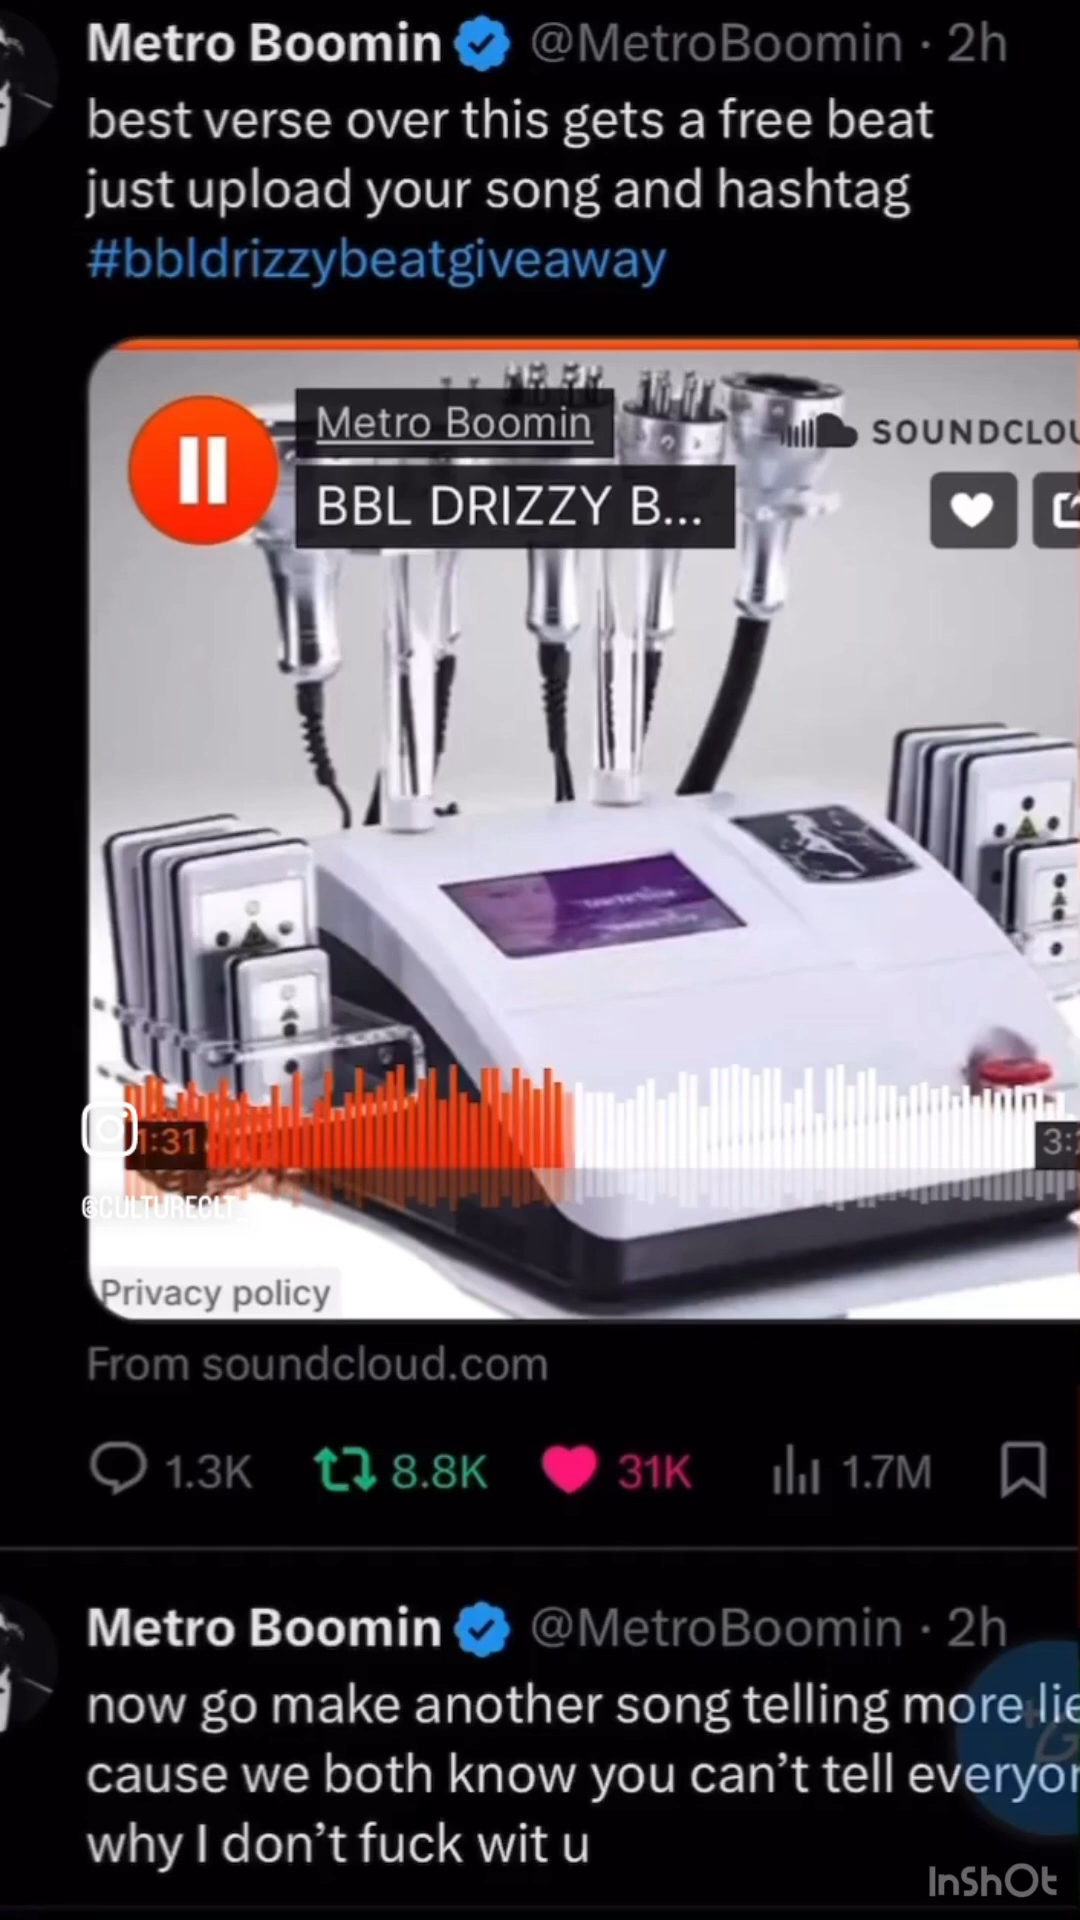 Metro Boomin @MetroBoomin · 2h
best verse over this gets a free beat
just upload your song and hashtag
#bbldrizzybeatgiveaway
Metro Boomin
SOUNDCLOU
BBL DRIZZY B...
1:31
3:
@CULTURECLT
Privacy policy
From soundcloud.com
1.3K 8.8K 31K 1.7M
Metro Boomin @MetroBoomin · 2h
now go make another song telling more lie
cause we both know you can't tell everyo
why I don't fuck wit u
InShOt